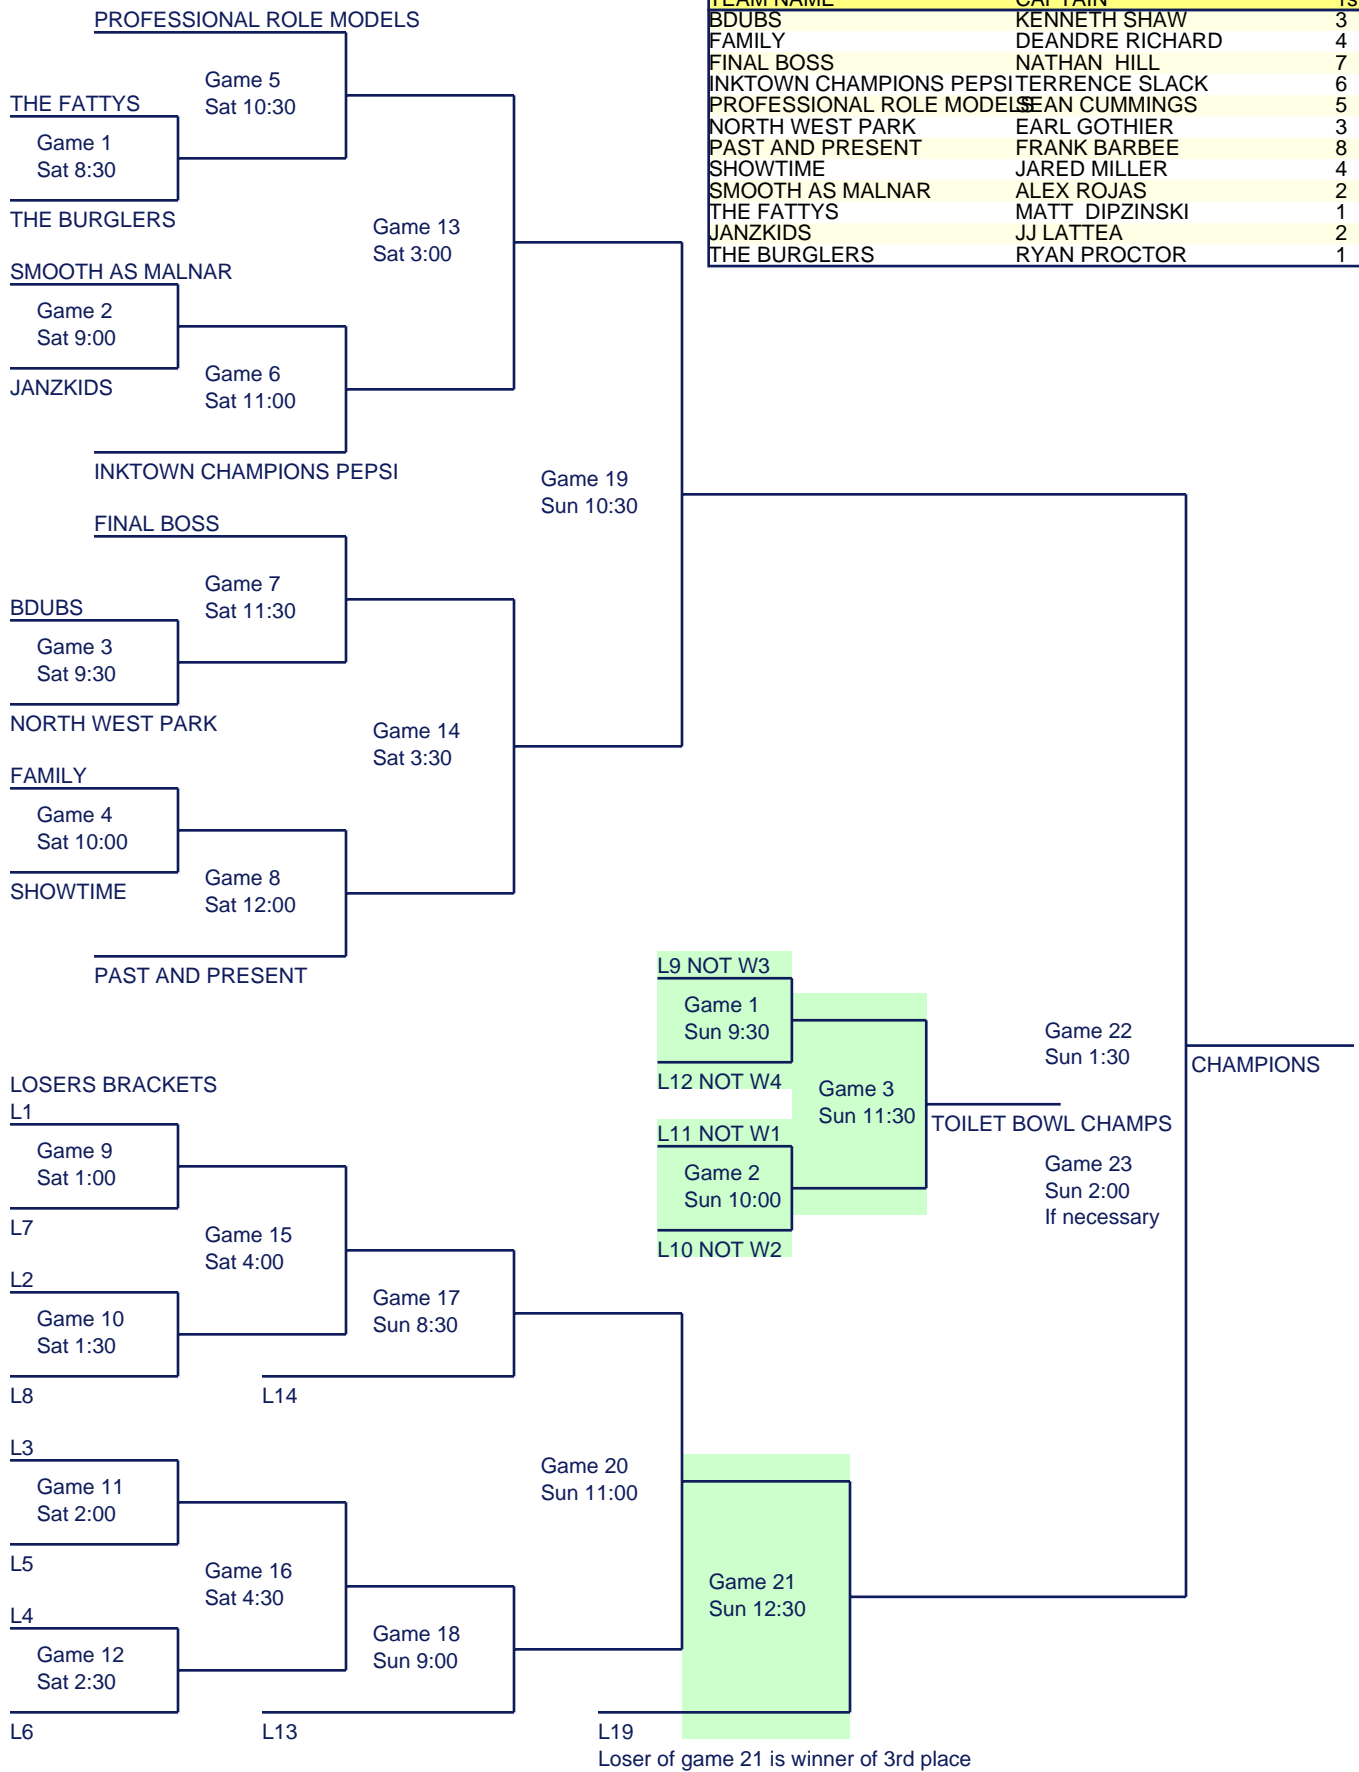 PROFESSIONAL ROLE MODELS
Game 5
Sat 10:30
THE FATTYS
Game 1
Sat 8:30
THE BURGLERS
Game 13
Sat 3:00
SMOOTH AS MALNAR
Game 2
Sat 9:00
JANZKIDS
Game 6
Sat 11:00
INKTOWN CHAMPIONS PEPSI
Game 19
Sun 10:30
FINAL BOSS
Game 7
Sat 11:30
BDUBS
Game 3
Sat 9:30
NORTH WEST PARK
Game 14
Sat 3:30
FAMILY
Game 4
Sat 10:00
SHOWTIME
Game 8
Sat 12:00
PAST AND PRESENT
TEAM NAME CAPTAIN 1s
BDUBS KENNETH SHAW 3
FAMILY DEANDRE RICHARD 4
FINAL BOSS NATHAN HILL 7
INKTOWN CHAMPIONS PEPSI TERRENCE SLACK 6
PROFESSIONAL ROLE MODELS SEAN CUMMINGS 5
NORTH WEST PARK EARL GOTHIER 3
PAST AND PRESENT FRANK BARBEE 8
SHOWTIME JARED MILLER 4
SMOOTH AS MALNAR ALEX ROJAS 2
THE FATTYS MATT DIPZINSKI 1
JANZKIDS JJ LATTEA 2
THE BURGLERS RYAN PROCTOR 1
L9 NOT W3
Game 1
Sun 9:30
L12 NOT W4
Game 3
Sun 11:30
L11 NOT W1
Game 2
Sun 10:00
L10 NOT W2
TOILET BOWL CHAMPS
Game 22
Sun 1:30
CHAMPIONS
Game 23
Sun 2:00
If necessary
LOSERS BRACKETS
L1
Game 9
Sat 1:00
L7
Game 15
Sat 4:00
L2
Game 10
Sat 1:30
L8
Game 17
Sun 8:30
L14
L3
Game 11
Sat 2:00
L5
Game 20
Sun 11:00
Game 16
Sat 4:30
L4
Game 12
Sat 2:30
L6
Game 18
Sun 9:00
L13
Game 21
Sun 12:30
L19
Loser of game 21 is winner of 3rd place